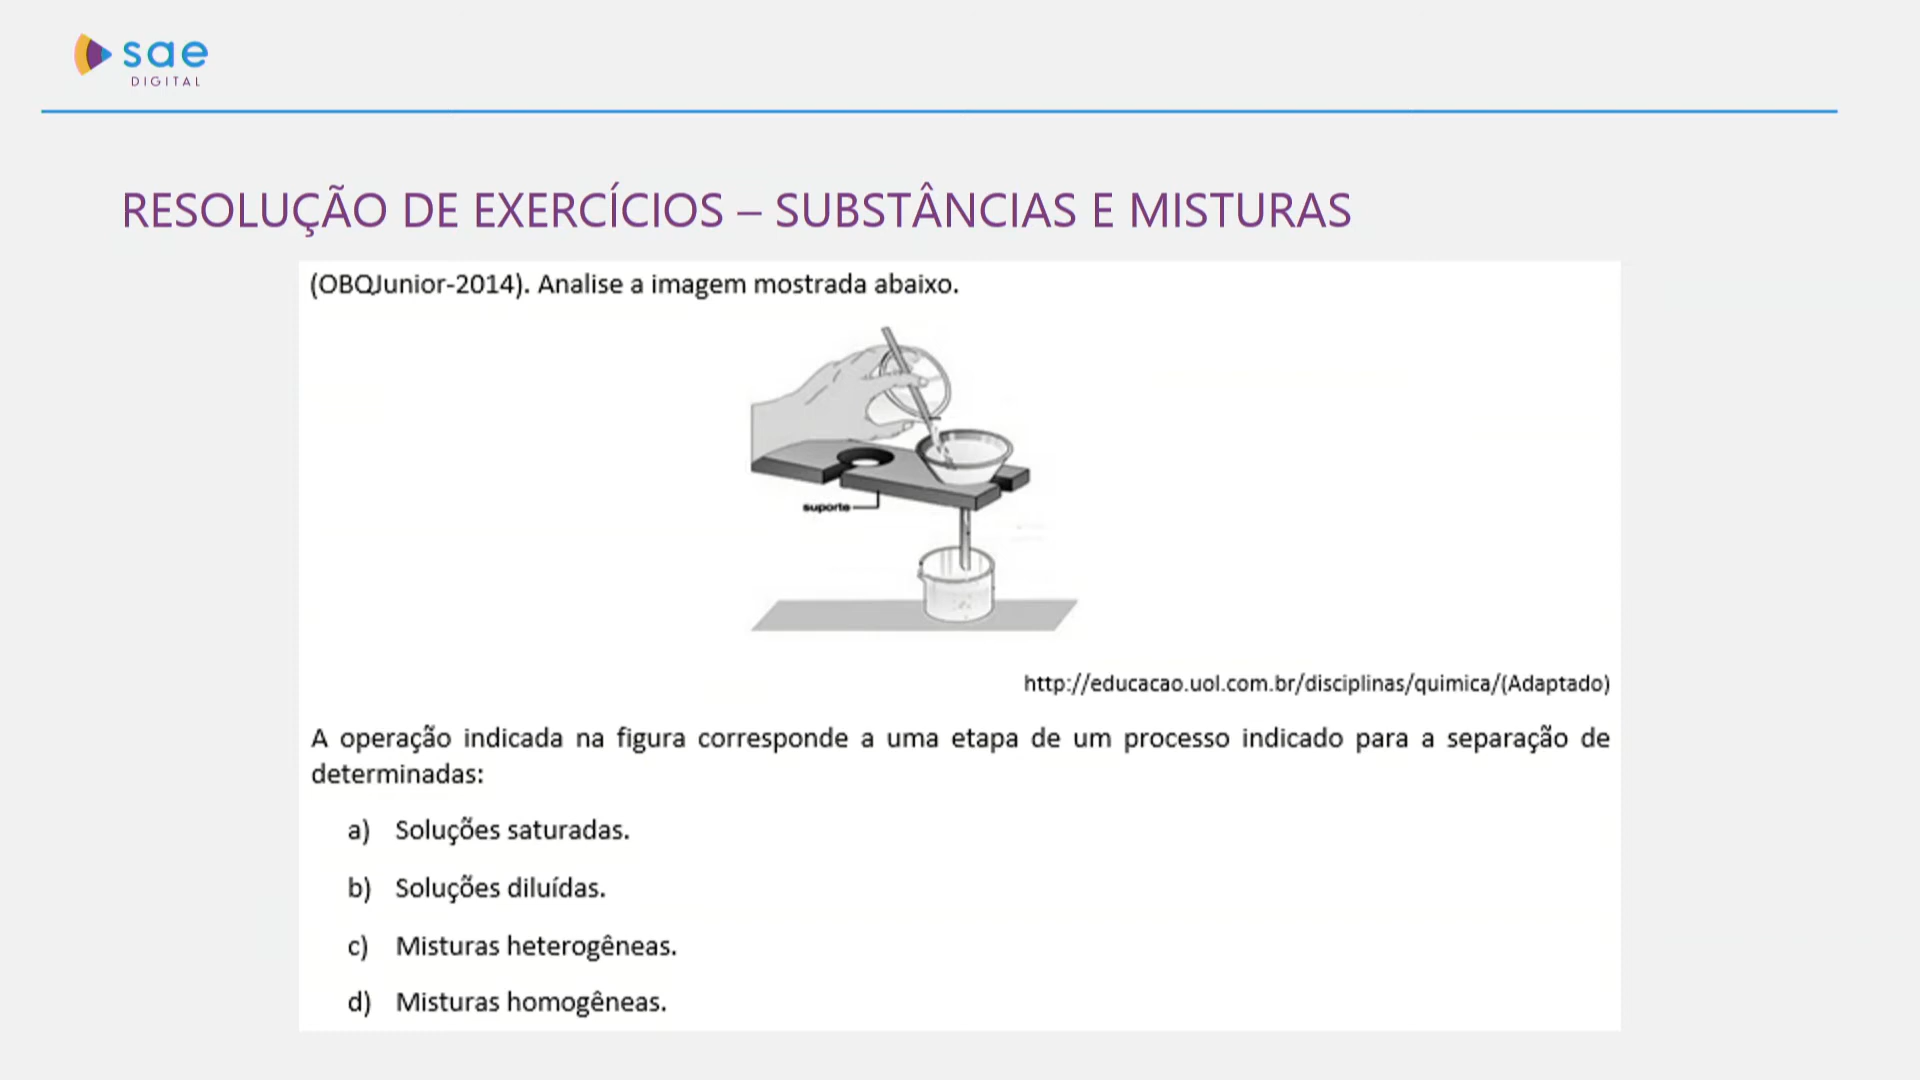 sae
DIGITAL
RESOLUÇÃO DE EXERCÍCIOS – SUBSTÂNCIAS E MISTURAS
(OBQJunior-2014). Analise a imagem mostrada abaixo.
suporte
http://educacao.uol.com.br/disciplinas/quimica/(Adaptado)
A operação indicada na figura corresponde a uma etapa de um processo indicado para a separação de
determinadas:
a) Soluções saturadas.
b) Soluções diluídas.
c) Misturas heterogêneas.
d) Misturas homogêneas.